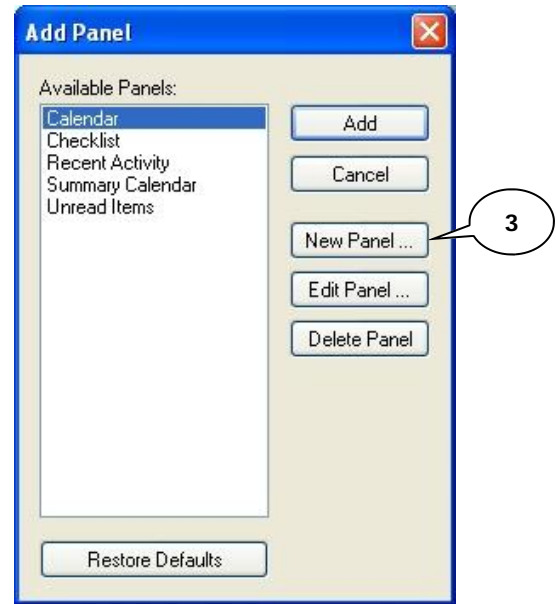 Add Panel
Available Panels:
Calendar
Checklist
Recent Activity
Summary Calendar
Unread Items
Add
Cancel
New Panel ...
3
Edit Panel ...
Delete Panel
Restore Defaults